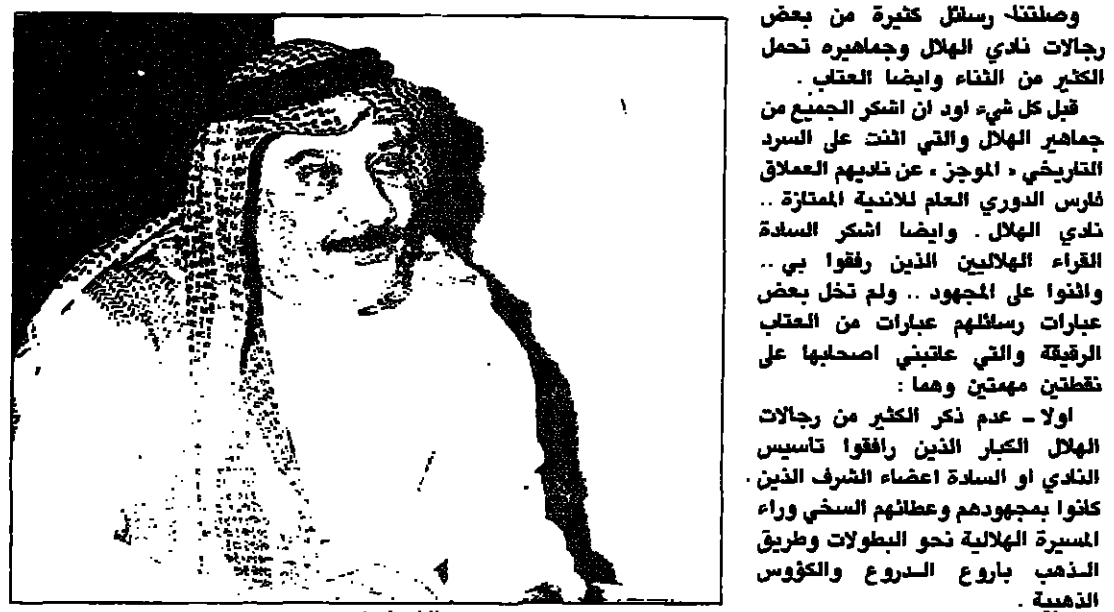 وصلتنا رسائل كثيرة من بعض
رجالات نادي الهلال وجماهيره تحمل
الكثير من الثناء وايضا العتاب .
قبل كل شيء اود ان اشكر الجميع من
جماهير الهلال والتي اثنت على السرد
التاريخي « الموجز » عن ناديهم العملاق
فارس الدوري العام للاندية الممتازة ..
نادي الهلال . وايضا اشكر السادة
القراء الهلاليين الذين رفقوا بي ..
واثنوا على المجهود .. ولم تخل بعض
عبارات رسائلهم عبارات من العتاب
الرقيقة والتي عاتبني اصحابها على
نقطتين مهمتين وهما :
اولا ـ عدم ذكر الكثير من رجالات
الهلال الكبار الذين رافقوا تاسيس
النادي او السادة اعضاء الشرف الذين
كانوا بمجهودهم وعطائهم السخي وراء
المسيرة الهلالية نحو البطولات وطريق
الـذهب باروع الـدروع والكؤوس
الذهبية .